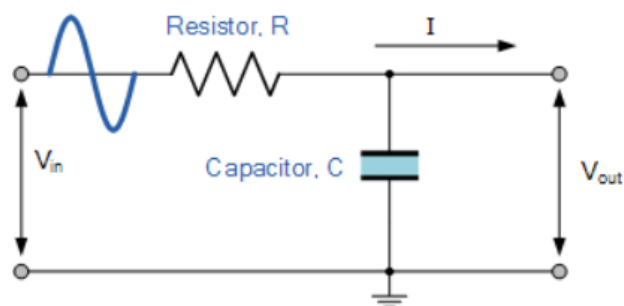 Resistor, R
I
Vin
Capacitor, C
Vout